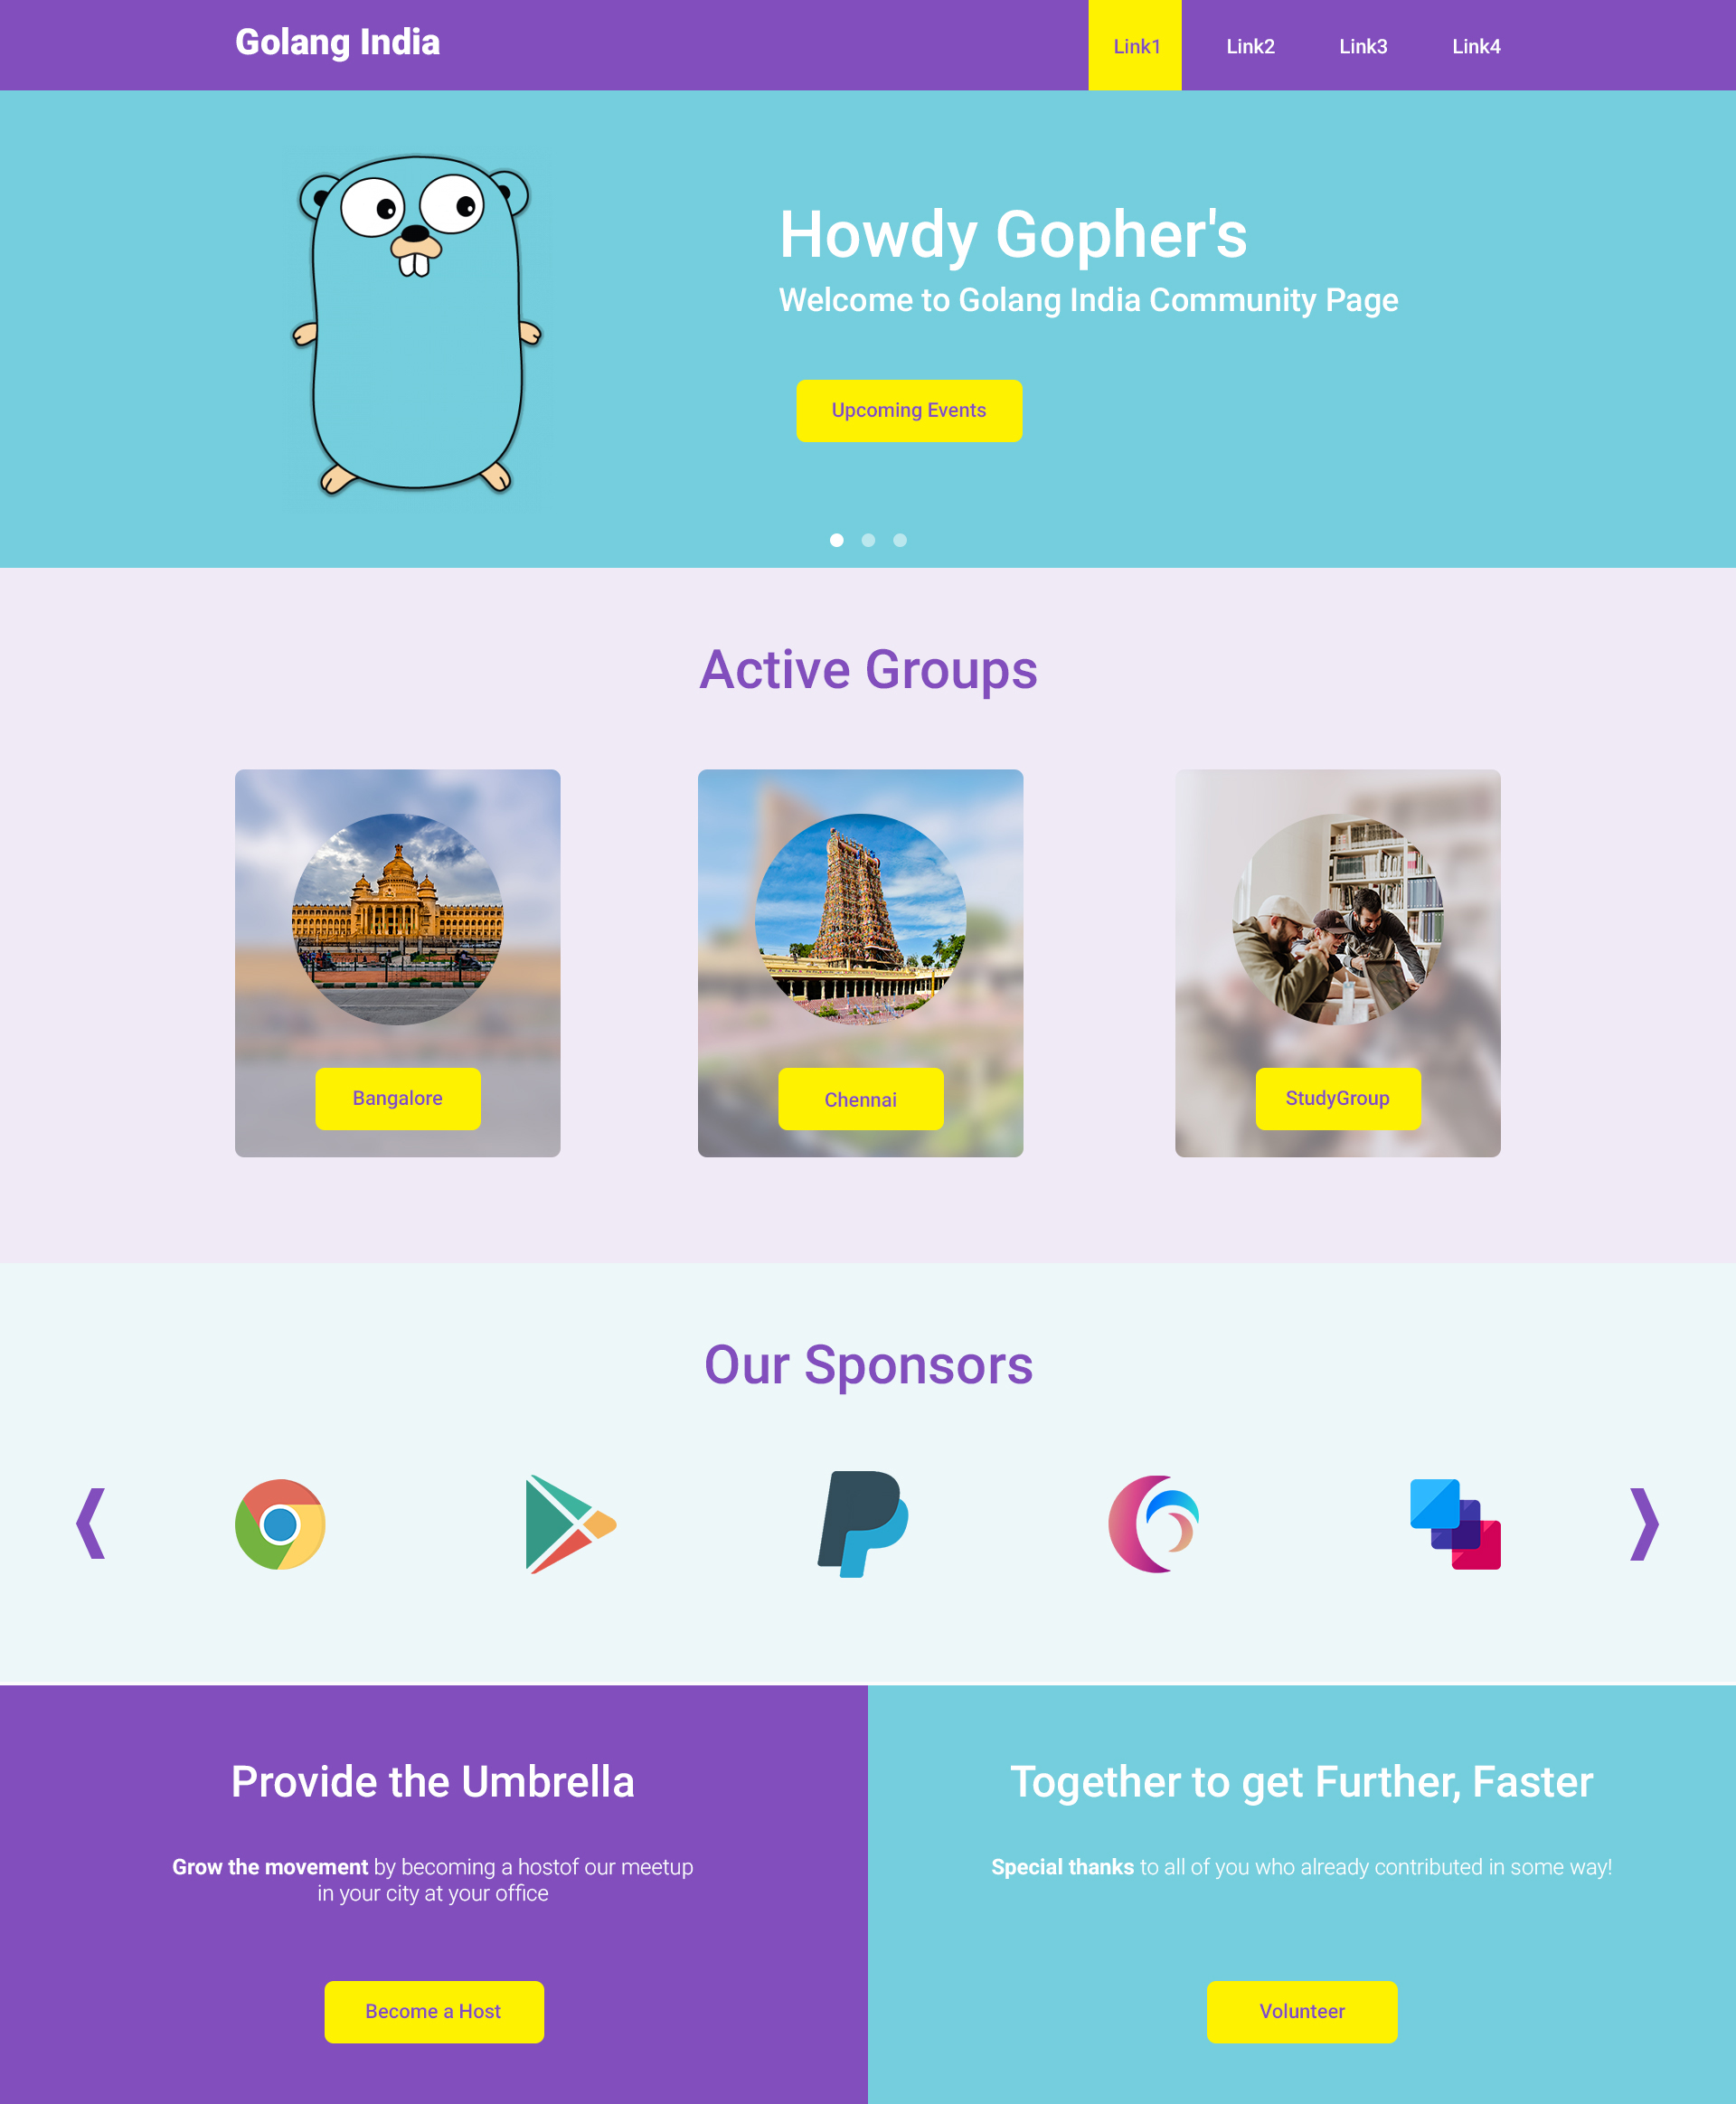 Golang India
Link1 Link2 Link3 Link4
Howdy Gopher's
Welcome to Golang India Community Page
Upcoming Events
Active Groups
Bangalore
Chennai
StudyGroup
Our Sponsors
Provide the Umbrella
Grow the movement by becoming a hostof our meetup
in your city at your office
Become a Host
Together to get Further, Faster
Special thanks to all of you who already contributed in some way!
Volunteer